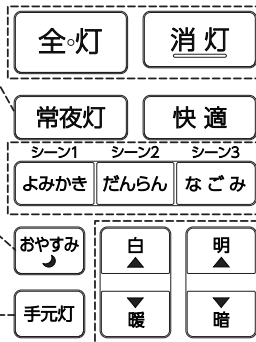 全灯 消灯
常夜灯 快適
シーン1 シーン2 シーン3
よみかき だんらん なごみ
おやすみ 白 明
手元灯 暖 暗